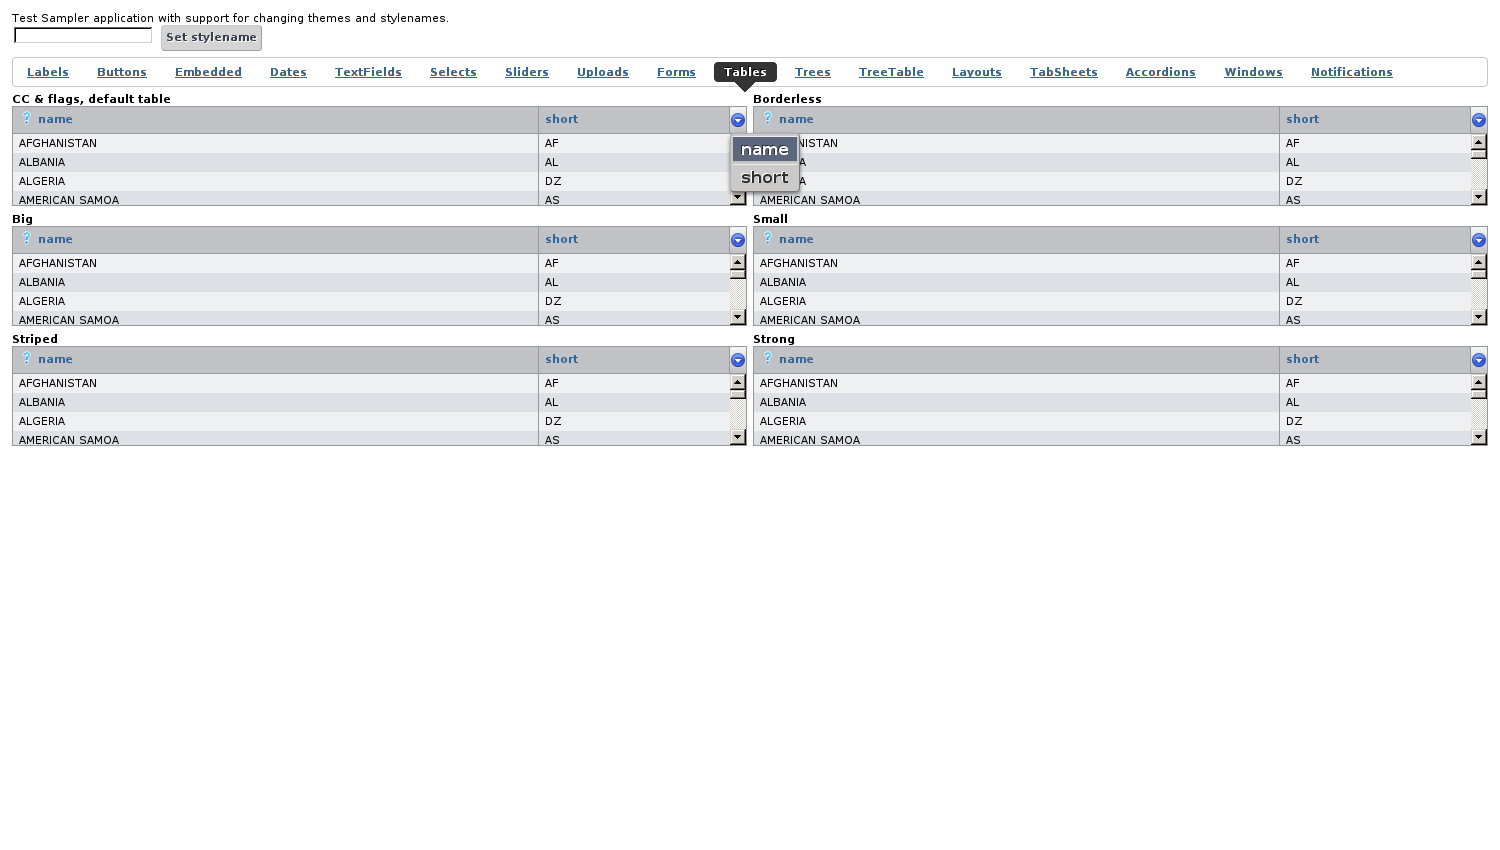 Test Sampler application with support for changing themes and stylenames.
Set stylename
Labels Buttons Embedded Dates TextFields Selects Sliders Uploads Forms Tables Trees TreeTable Layouts TabSheets Accordions Windows Notifications
CC & flags, default table
? name short
AFGHANISTAN AF
ALBANIA AL
ALGERIA DZ
AMERICAN SAMOA AS
name
short
Borderless
? name short
NISTAN AF
A AL
A DZ
AMERICAN SAMOA AS
Big
? name short
AFGHANISTAN AF
ALBANIA AL
ALGERIA DZ
AMERICAN SAMOA AS
Small
? name short
AFGHANISTAN AF
ALBANIA AL
ALGERIA DZ
AMERICAN SAMOA AS
Striped
? name short
AFGHANISTAN AF
ALBANIA AL
ALGERIA DZ
AMERICAN SAMOA AS
Strong
? name short
AFGHANISTAN AF
ALBANIA AL
ALGERIA DZ
AMERICAN SAMOA AS